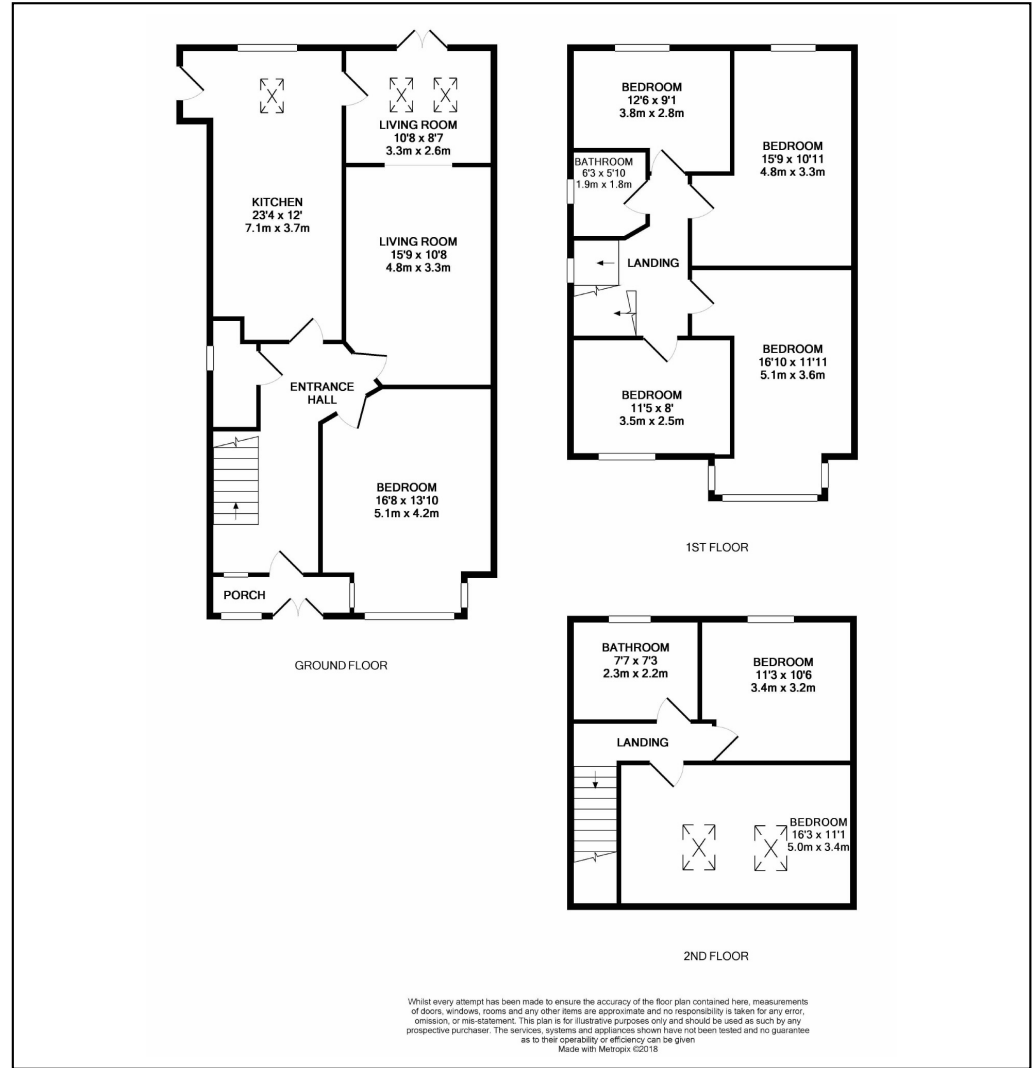 LIVING ROOM
10'8 x 8'7
3.3m x 2.6m
KITCHEN
23'4 x 12'
7.1m x 3.7m
LIVING ROOM
15'9 x 10'8
4.8m x 3.3m
ENTRANCE
HALL
BEDROOM
16'8 x 13'10
5.1m x 4.2m
PORCH
GROUND FLOOR
BEDROOM
12'6 x 9'1
3.8m x 2.8m
BEDROOM
15'9 x 10'11
4.8m x 3.3m
BATHROOM
6'3 x 5'10
1.9m x 1.8m
LANDING
BEDROOM
16'10 x 11'11
5.1m x 3.6m
BEDROOM
11'5 x 8'
3.5m x 2.5m
1ST FLOOR
BATHROOM
7'7 x 7'3
2.3m x 2.2m
BEDROOM
11'3 x 10'6
3.4m x 3.2m
LANDING
BEDROOM
16'3 x 11'1
5.0m x 3.4m
2ND FLOOR
Whilst every attempt has been made to ensure the accuracy of the floor plan contained here, measurements
of doors, windows, rooms and any other items are approximate and no responsibility is taken for any error,
omission, or mis-statement. This plan is for illustrative purposes only and should be used as such by any
prospective purchaser. The services, systems and appliances shown have not been tested and no guarantee
as to their operability or efficiency can be given
Made with Metropix ©2018